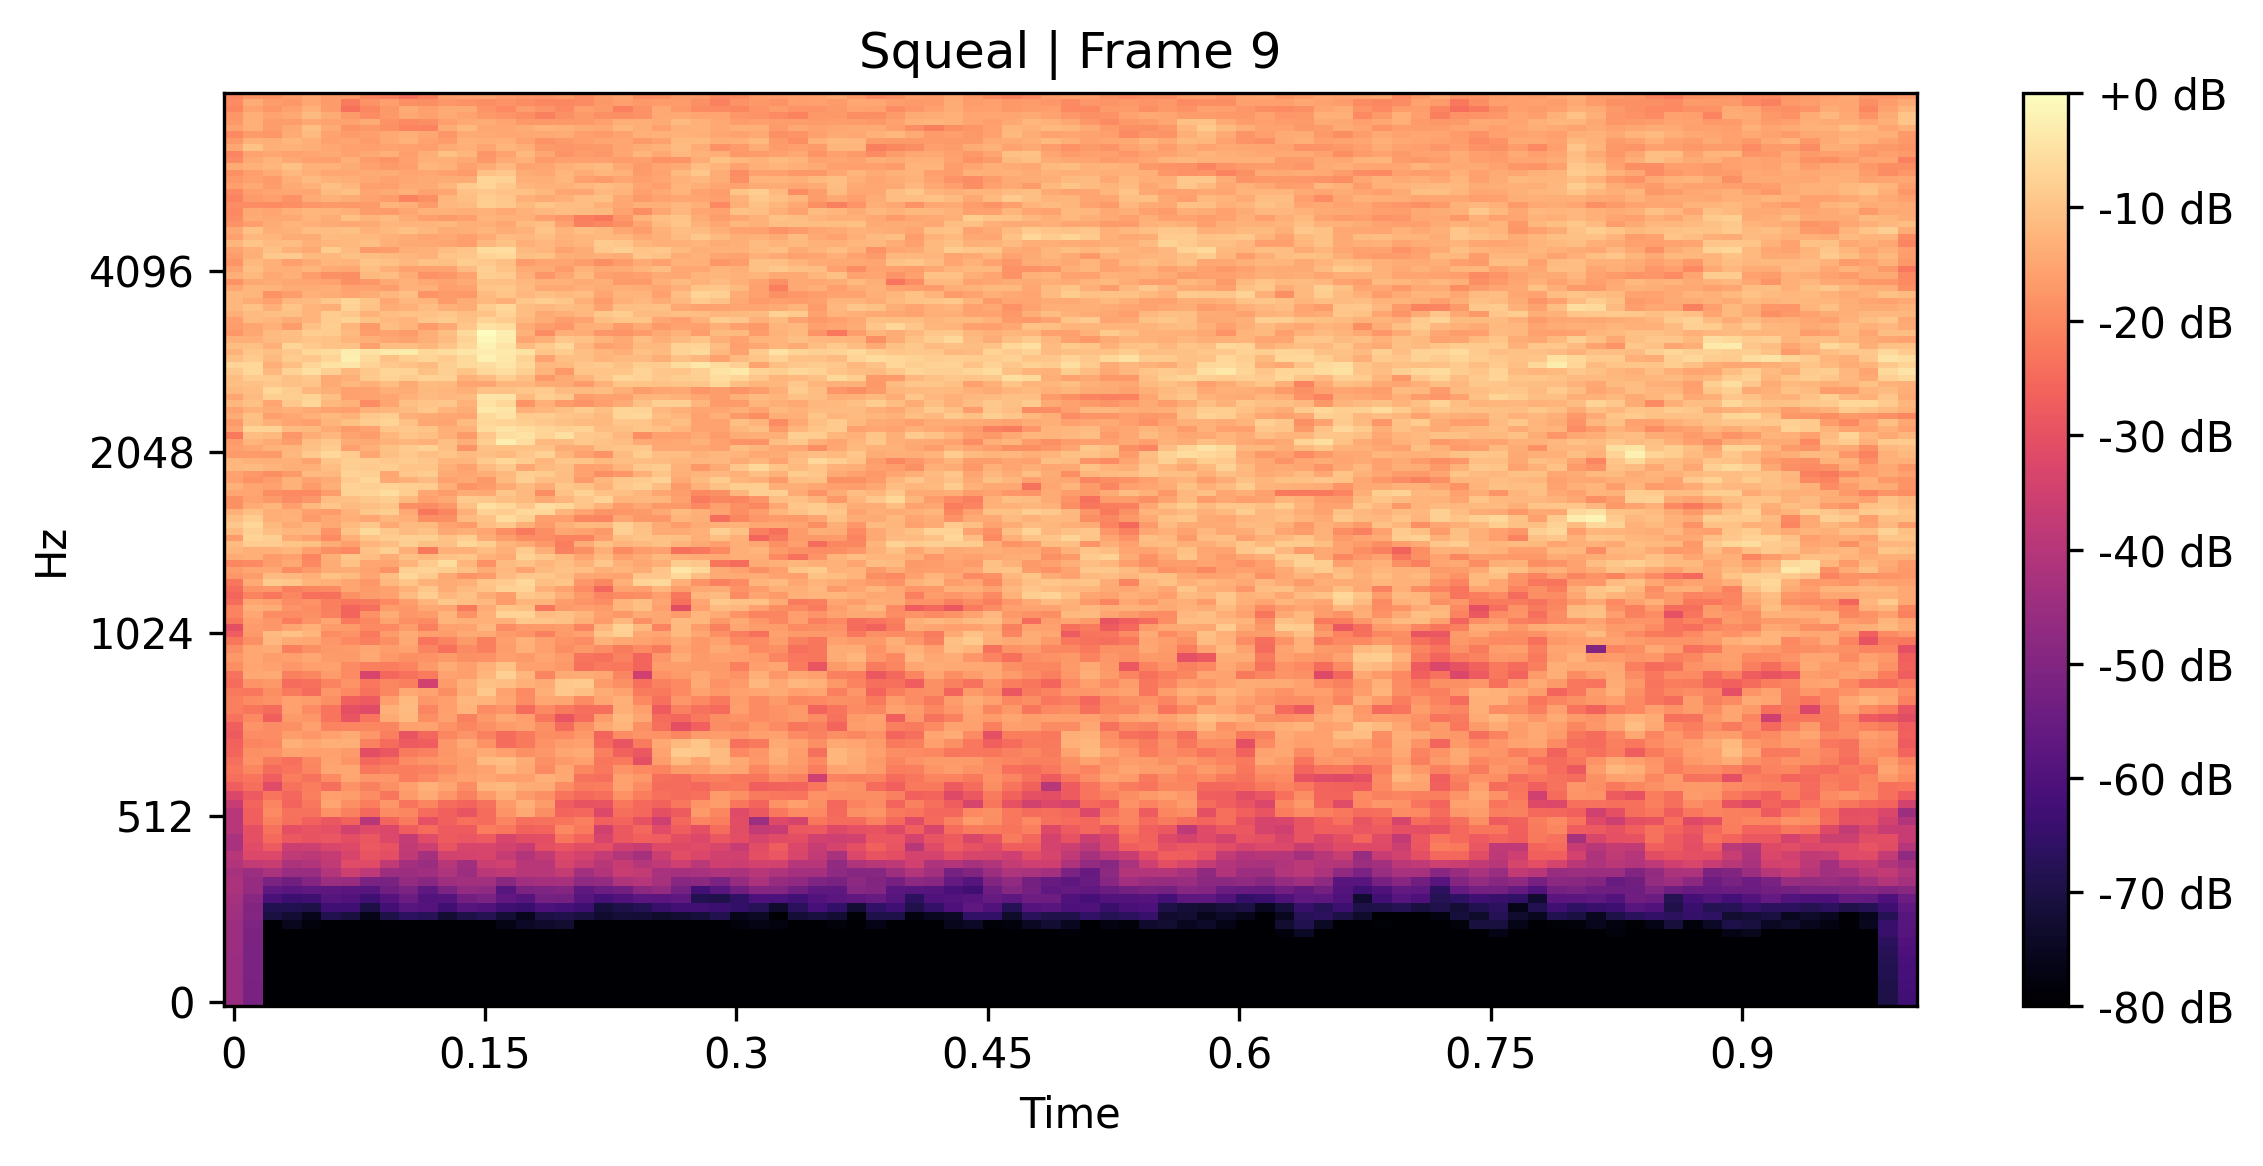 Squeal | Frame 9
Hz
4096
2048
1024
512
0
0 0.15 0.3 0.45 0.6 0.75 0.9
Time
+0 dB
-10 dB
-20 dB
-30 dB
-40 dB
-50 dB
-60 dB
-70 dB
-80 dB